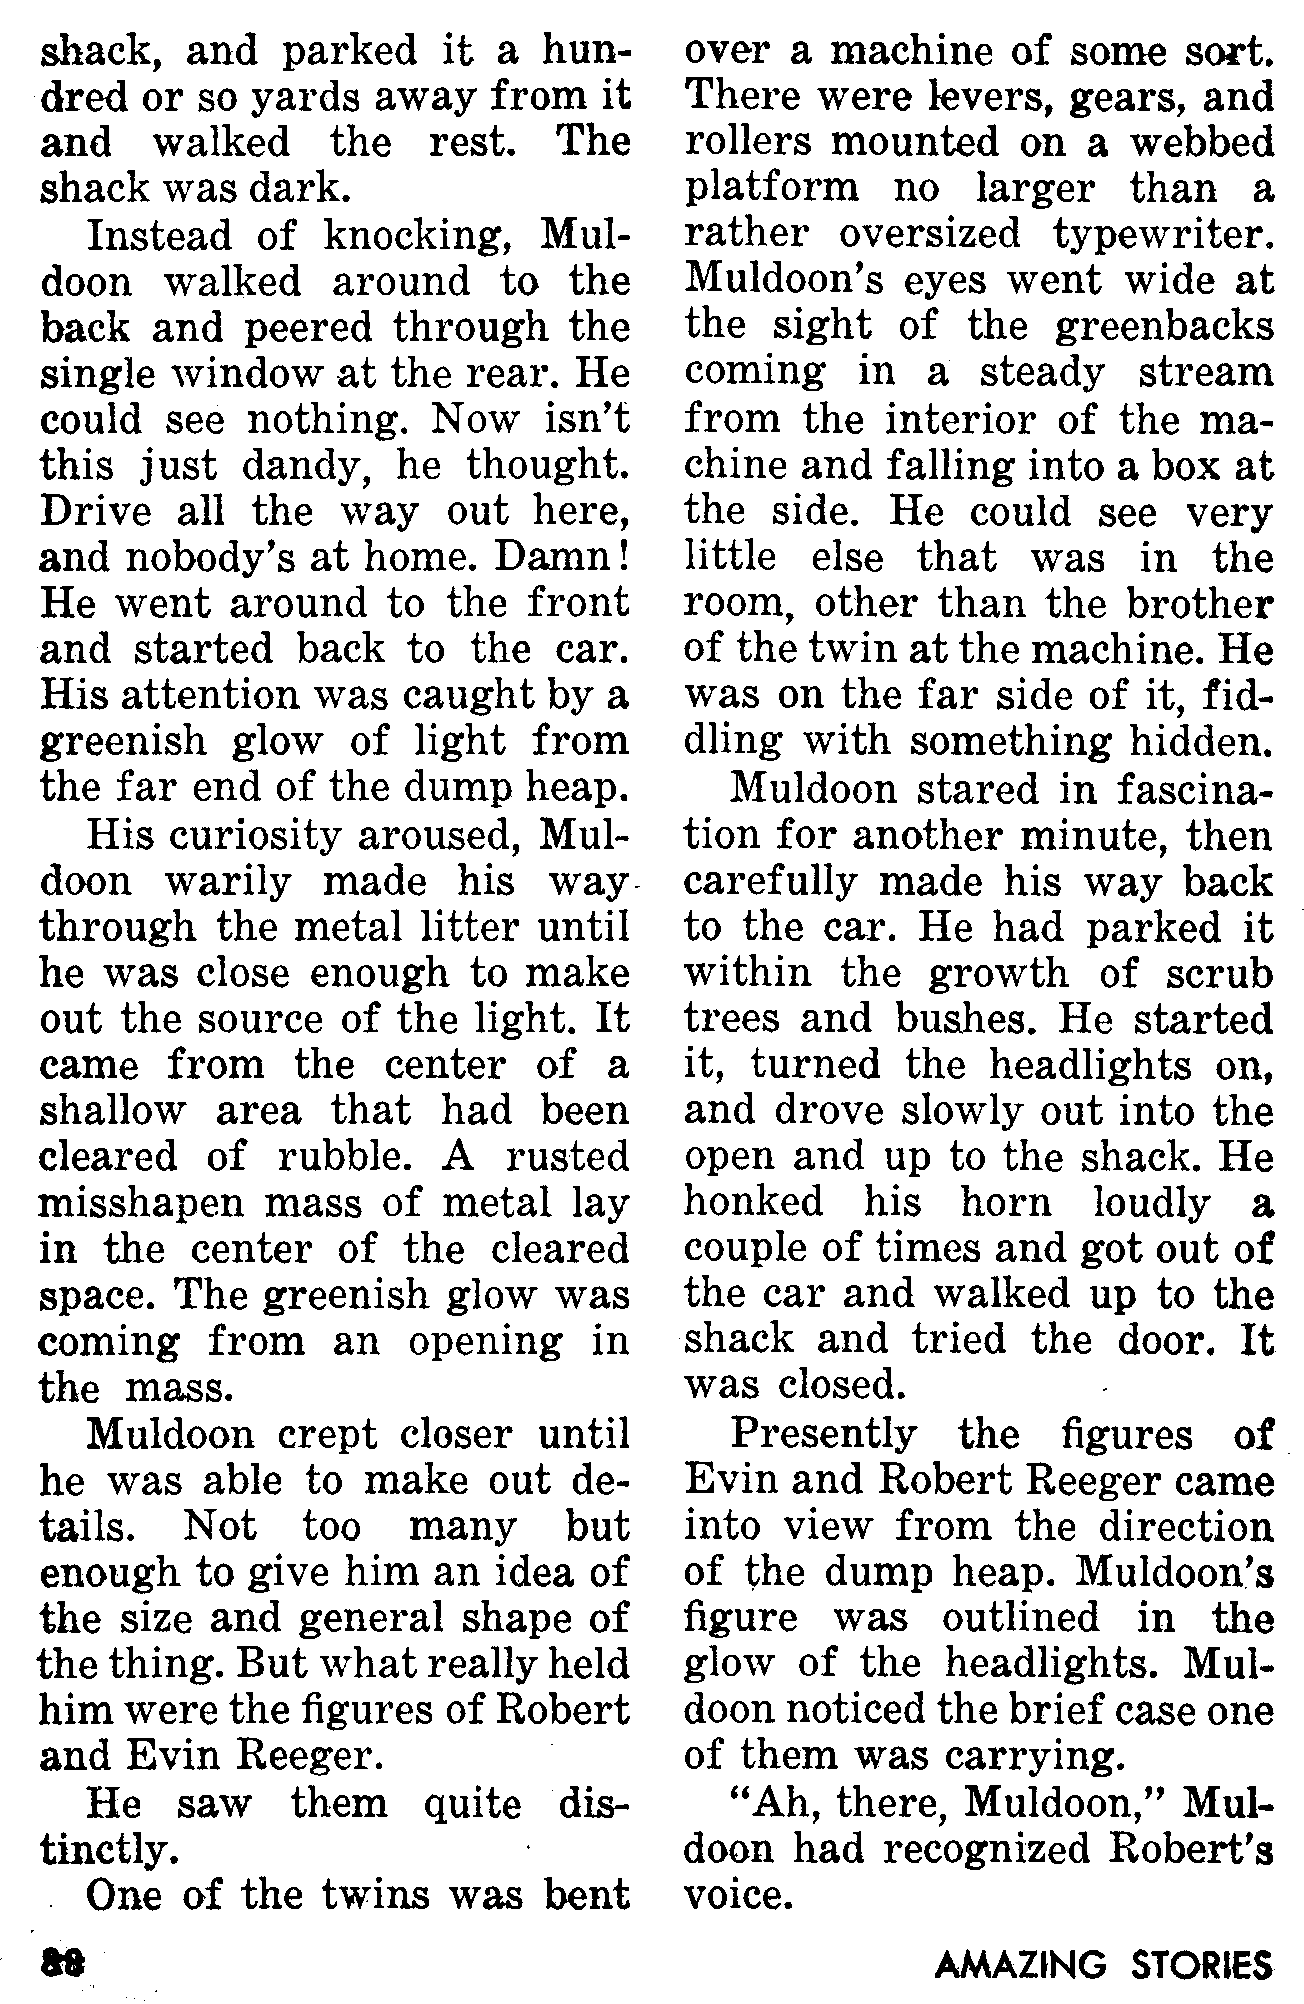 shack, and parked it a hun-
dred or so yards away from it
and walked the rest. The
shack was dark.
Instead of knocking, Mul-
doon walked around to the
back and peered through the
single window at the rear. He
could see nothing. Now isn't
this just dandy, he thought.
Drive all the way out here,
and nobody's at home. Damn!
He went around to the front
and started back to the car.
His attention was caught by a
greenish glow of light from
the far end of the dump heap.
His curiosity aroused, Mul-
doon warily made his way
through the metal litter until
he was close enough to make
out the source of the light. It
came from the center of a
shallow area that had been
cleared of rubble. A rusted
misshapen mass of metal lay
in the center of the cleared
space. The greenish glow was
coming from an opening in
the mass.
Muldoon crept closer until
he was able to make out de-
tails. Not too many but
enough to give him an idea of
the size and general shape of
the thing. But what really held
him were the figures of Robert
and Evin Reeger.
He saw them quite dis-
tinctly.
One of the twins was bent
over a machine of some sort.
There were levers, gears, and
rollers mounted on a webbed
platform no larger than a
rather oversized typewriter.
Muldoon's eyes went wide at
the sight of the greenbacks
coming in a steady stream
from the interior of the ma-
chine and falling into a box at
the side. He could see very
little else that was in the
room, other than the brother
of the twin at the machine. He
was on the far side of it, fid-
dling with something hidden.
Muldoon stared in fascina-
tion for another minute, then
carefully made his way back
to the car. He had parked it
within the growth of scrub
trees and bushes. He started
it, turned the headlights on,
and drove slowly out into the
open and up to the shack. He
honked his horn loudly a
couple of times and got out of
the car and walked up to the
shack and tried the door. It
was closed.
Presently the figures of
Evin and Robert Reeger came
into view from the direction
of the dump heap. Muldoon's
figure was outlined in the
glow of the headlights. Mul-
doon noticed the brief case one
of them was carrying.
"Ah, there, Muldoon," Mul-
doon had recognized Robert's
voice.
AMAZING STORIES